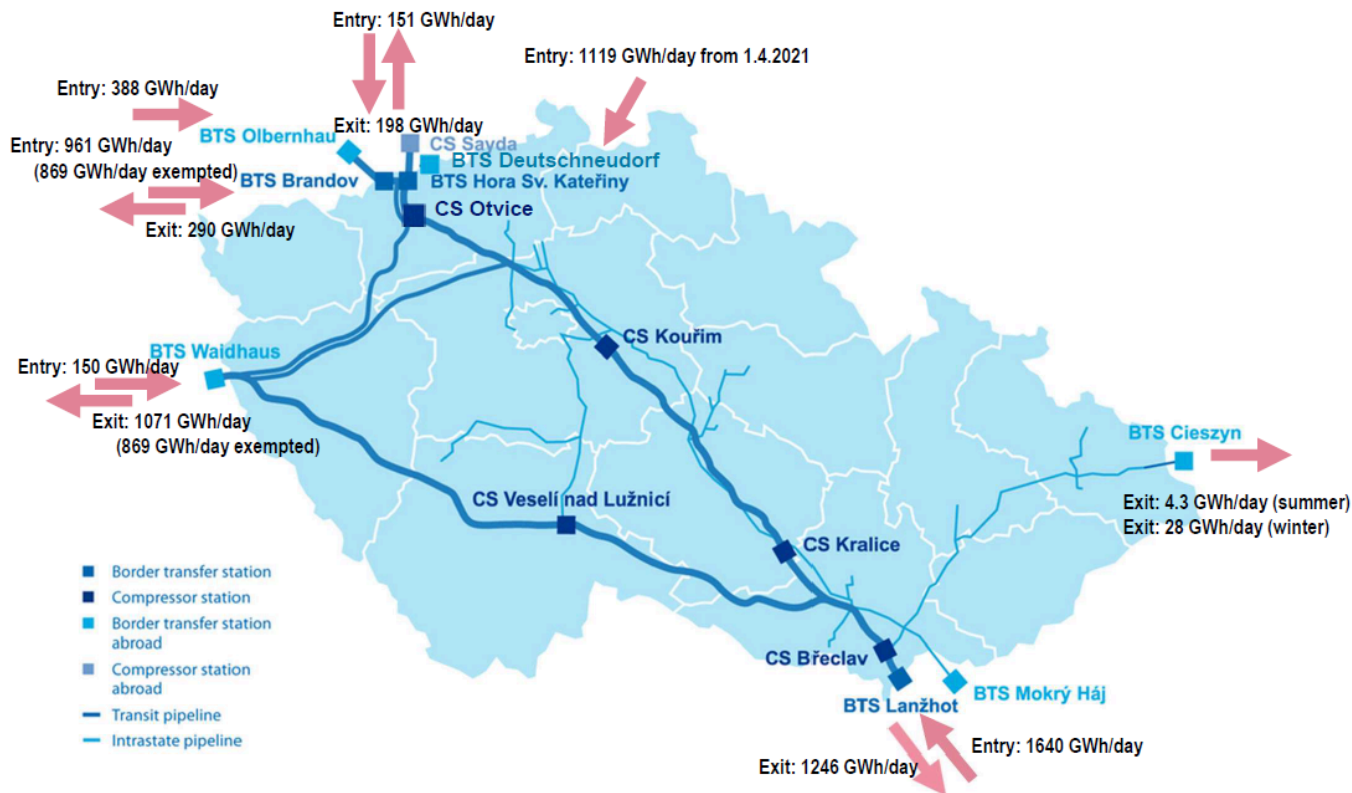 Entry: 151 GWh/day
Entry: 1119 GWh/day from 1.4.2021
Entry: 388 GWh/day
Exit: 198 GWh/day
BTS Olbernhau
CS Sayda
Entry: 961 GWh/day
(869 GWh/day exempted)
BTS Deutschneudorf
BTS Brandov
BTS Hora Sv. Kateřiny
CS Otvice
Exit: 290 GWh/day
CS Kouřim
BTS Waidhaus
Entry: 150 GWh/day
Exit: 1071 GWh/day
(869 GWh/day exempted)
BTS Cieszyn
CS Veselí nad Lužnicí
Exit: 4.3 GWh/day (summer)
Exit: 28 GWh/day (winter)
CS Kralice
Border transfer station
Compressor station
Border transfer station
abroad
Compressor station
abroad
Transit pipeline
Intrastate pipeline
CS Břeclav
BTS Mokrý Háj
BTS Lanžhot
Entry: 1640 GWh/day
Exit: 1246 GWh/day